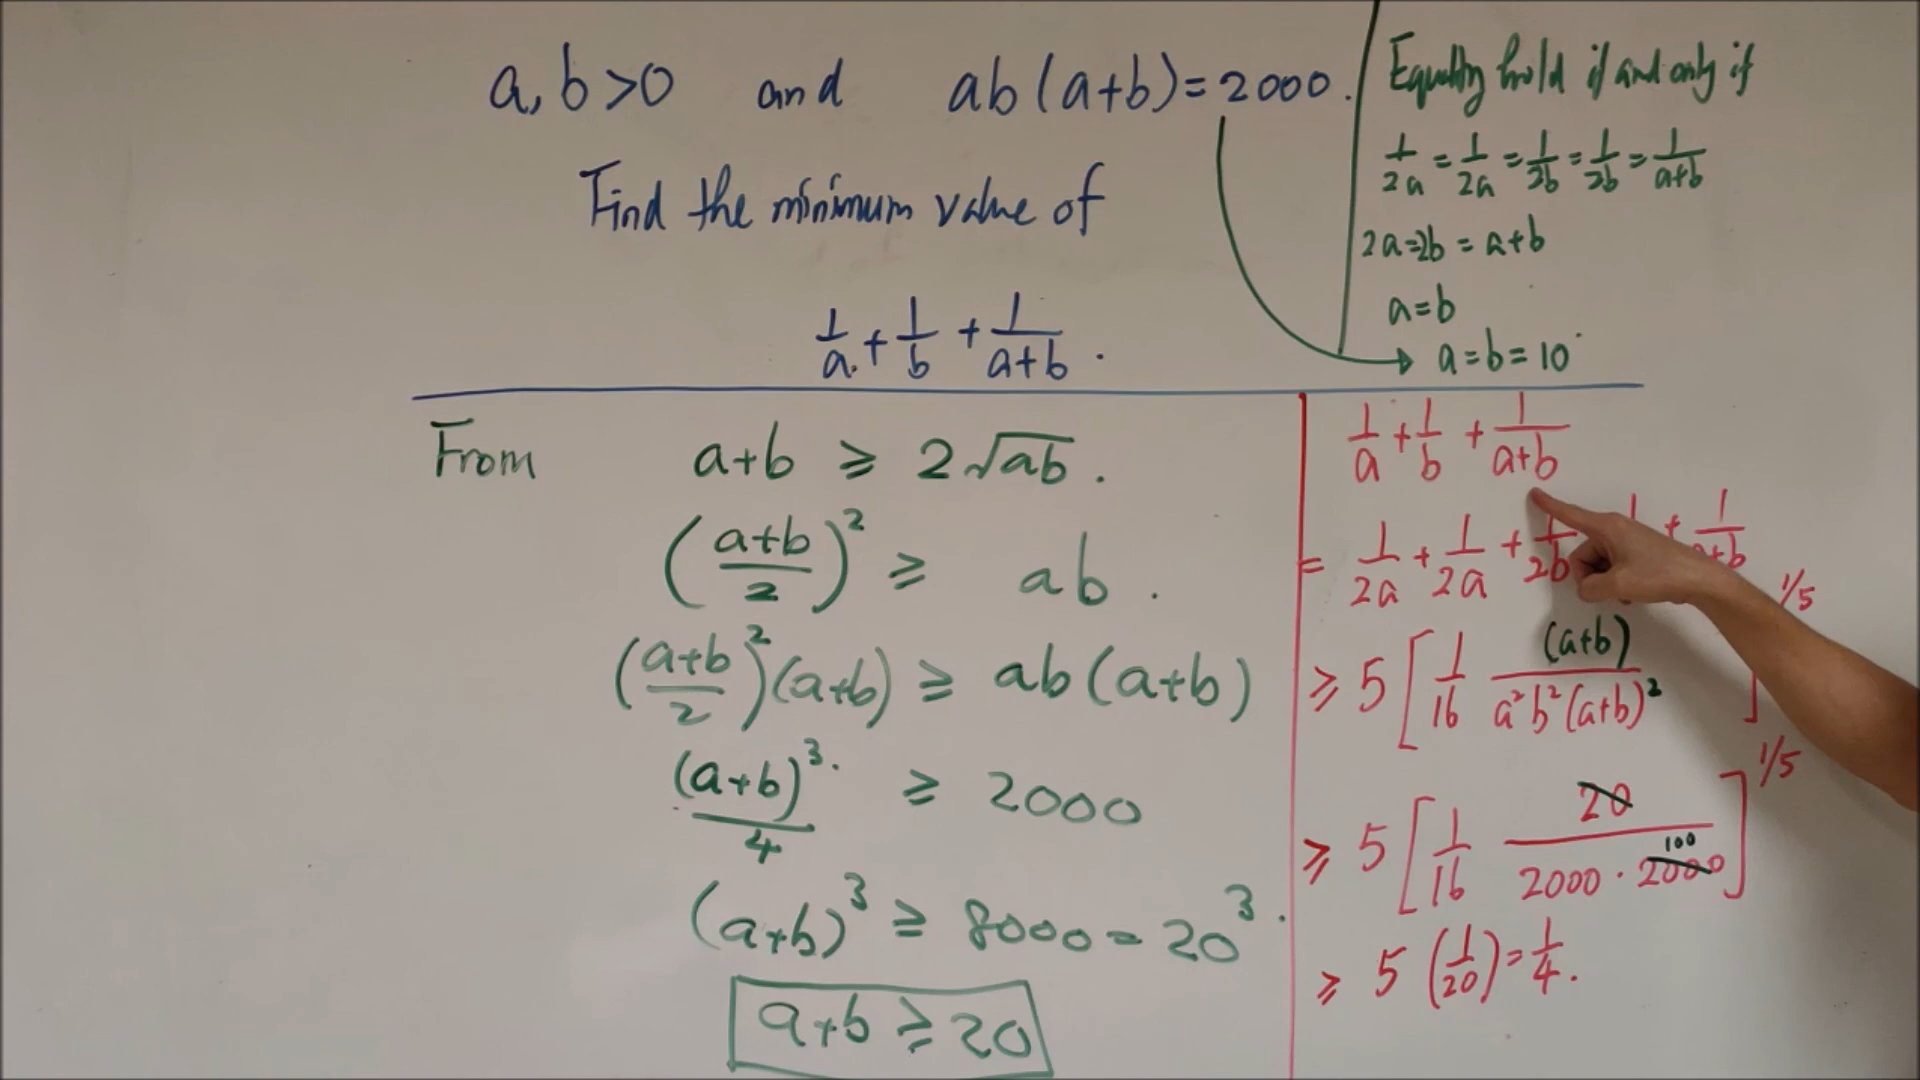 a, b > 0 and ab(a+b) = 2000.
Find the minimum value of
1/a + 1/b + 1/(a+b).
Equality hold if and only if
1/2a = 1/2a = 1/2b = 1/2b = 1/(a+b)
2a = 2b = a+b
a = b
a = b = 10
From a+b ≥ 2√ab.
((a+b)/2)² ≥ ab.
((a+b)/2)²(a+b) ≥ ab(a+b)
(a+b)³/4 ≥ 2000
(a+b)³ ≥ 8000 = 20³.
a+b ≥ 20
1/a + 1/b + 1/(a+b)
= 1/2a + 1/2a + 1/2b + 1/(a+b)
≥ 5[1/16 (a+b)/(a²b²(a+b)²)]^1/5
≥ 5[1/16 20/(2000 · 2000)]^1/5
100
≥ 5(1/20) = 1/4.